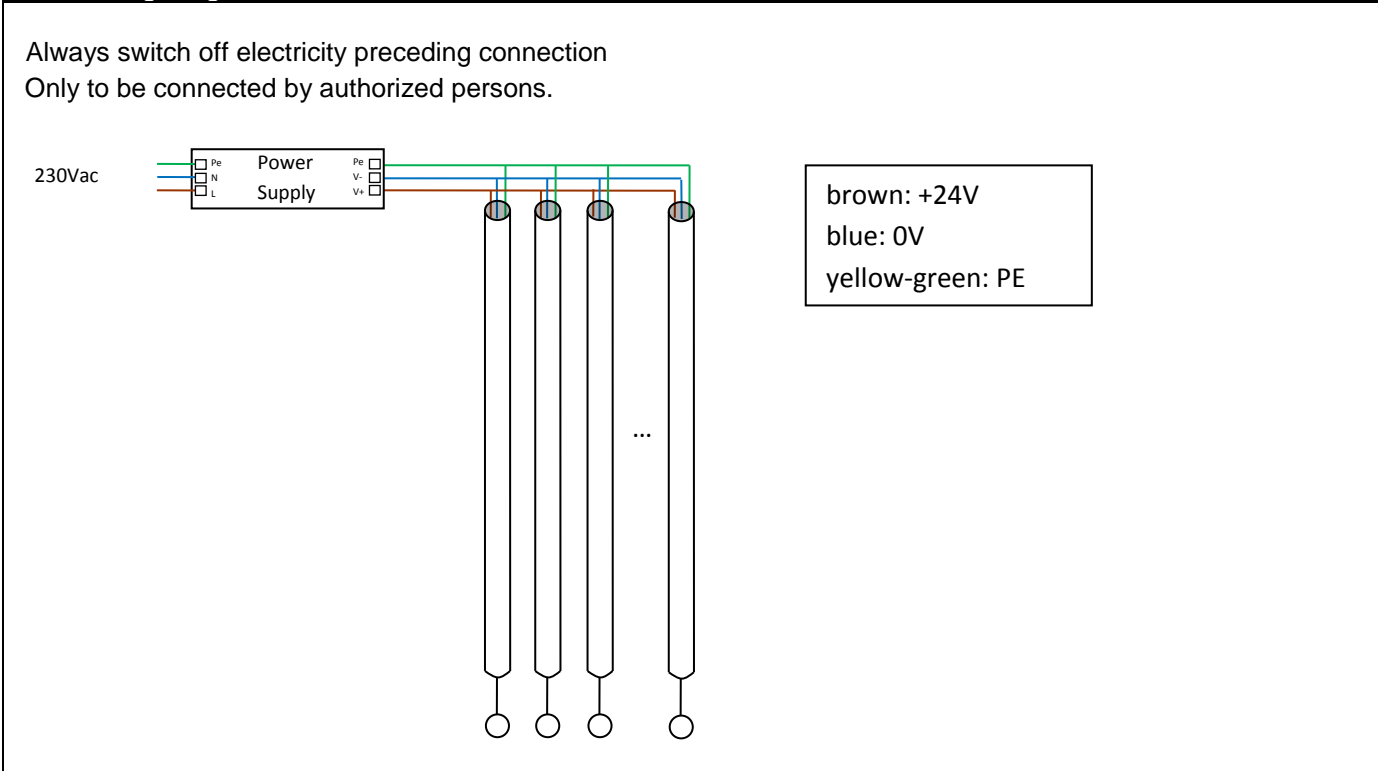 Always switch off electricity preceding connection
Only to be connected by authorized persons.
230Vac
Pe Power Pe
N V-
L Supply V+
...
brown: +24V
blue: 0V
yellow-green: PE